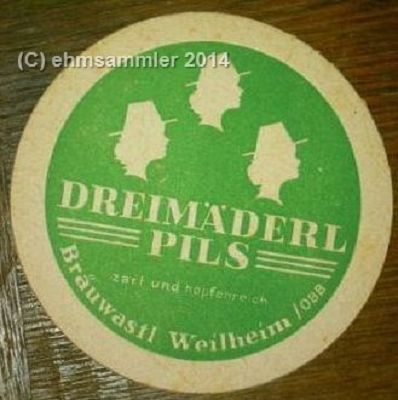 (C) ehmsammler 2014
DREIMÄDERL
PILS
zart und hopfenreich
Bräuwastl Weilheim/OBB